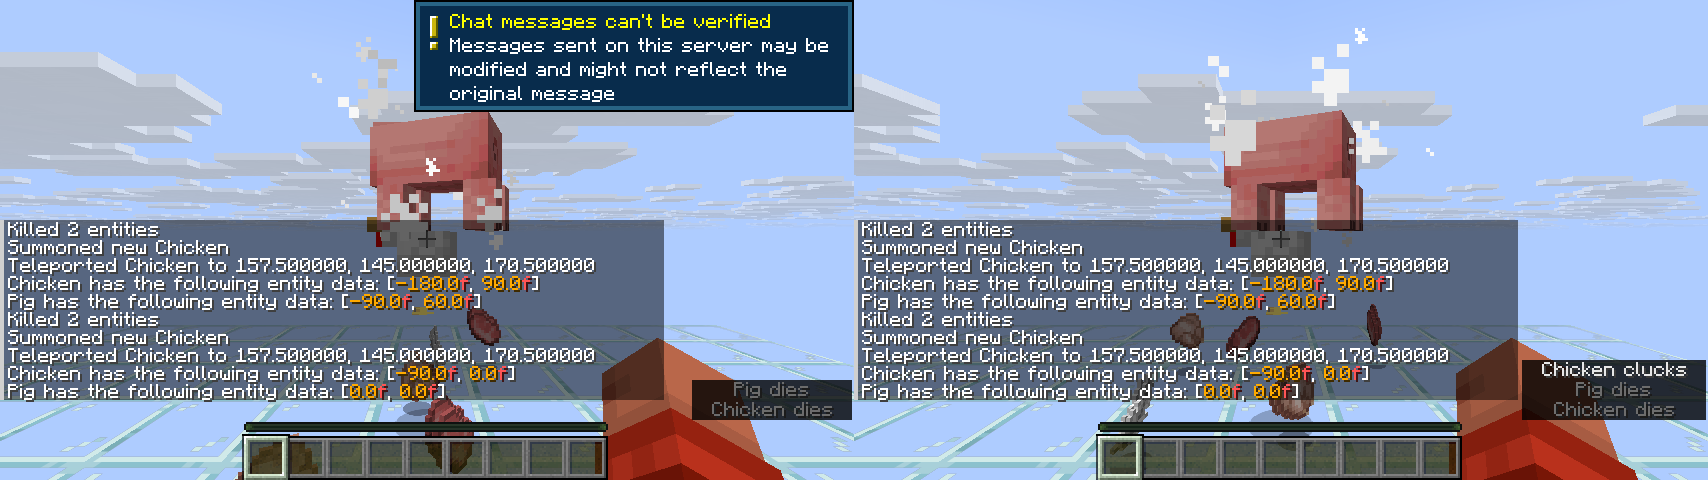 Chat messages can't be verified
Messages sent on this server may be
modified and might not reflect the
original message
Killed 2 entities
Summoned new Chicken
Teleported Chicken to 157.500000, 145.000000, 170.500000
Chicken has the following entity data: [-180.0f, 90.0f]
Pig has the following entity data: [-90.0f, 60.0f]
Killed 2 entities
Summoned new Chicken
Teleported Chicken to 157.500000, 145.000000, 170.500000
Chicken has the following entity data: [-90.0f, 0.0f]
Pig has the following entity data: [0.0f, 0.0f]
Pig dies
Chicken dies
Killed 2 entities
Summoned new Chicken
Teleported Chicken to 157.500000, 145.000000, 170.500000
Chicken has the following entity data: [-180.0f, 90.0f]
Pig has the following entity data: [-90.0f, 60.0f]
Killed 2 entities
Summoned new Chicken
Teleported Chicken to 157.500000, 145.000000, 170.500000
Chicken has the following entity data: [-90.0f, 0.0f]
Pig has the following entity data: [0.0f, 0.0f]
Chicken clucks
Pig dies
Chicken dies